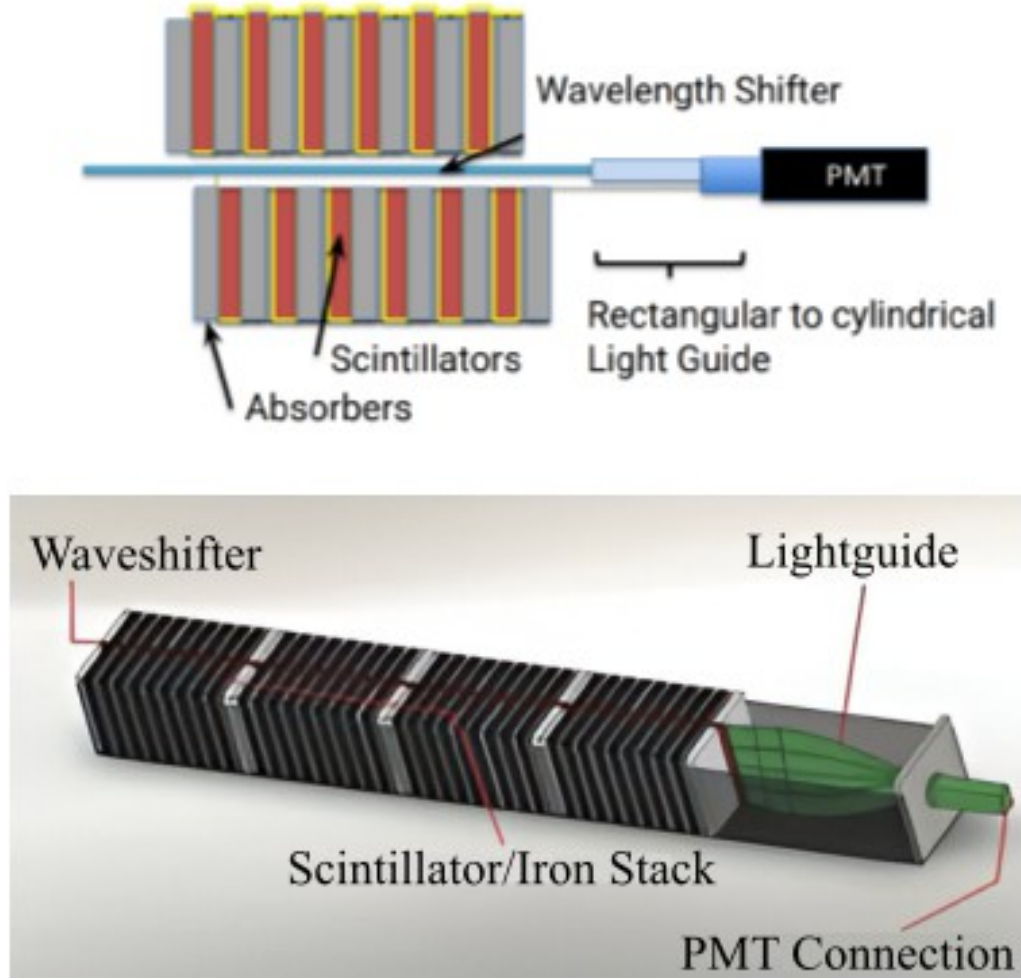 Wavelength Shifter
PMT
Rectangular to cylindrical
Light Guide
Scintillators
Absorbers
Waveshifter
Lightguide
Scintillator/Iron Stack
PMT Connection